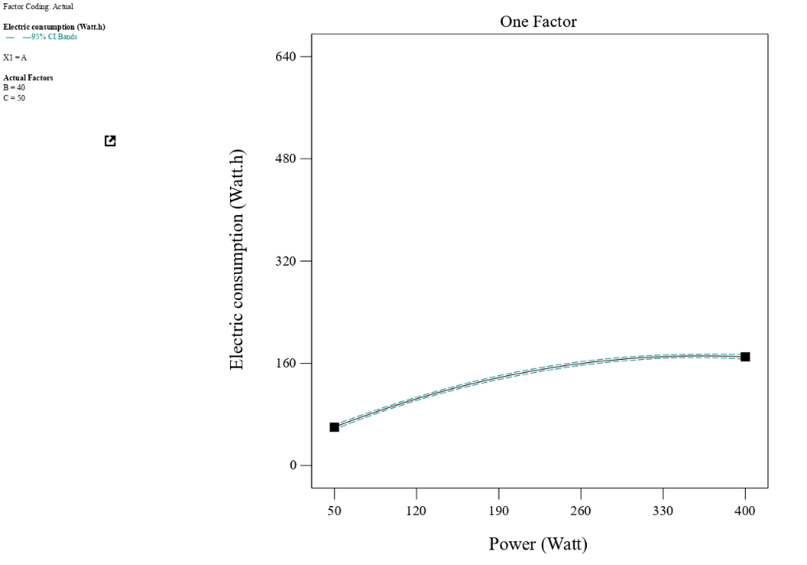 Factor Coding: Actual
Electric consumption (Watt.h)
95% CI Bands
X1 = A
Actual Factors
B = 40
C = 50
One Factor
640
480
320
160
0
Electric consumption (Watt.h)
50 120 190 260 330 400
Power (Watt)